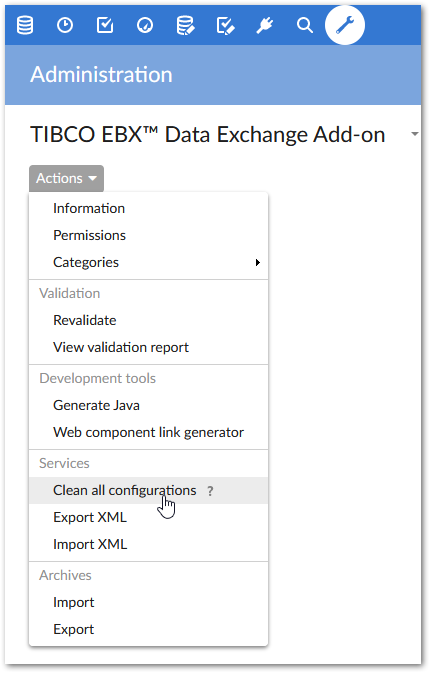 Administration
TIBCO EBX™ Data Exchange Add-on
Actions
Information
Permissions
Categories
Validation
Revalidate
View validation report
Development tools
Generate Java
Web component link generator
Services
Clean all configurations ?
Export XML
Import XML
Archives
Import
Export